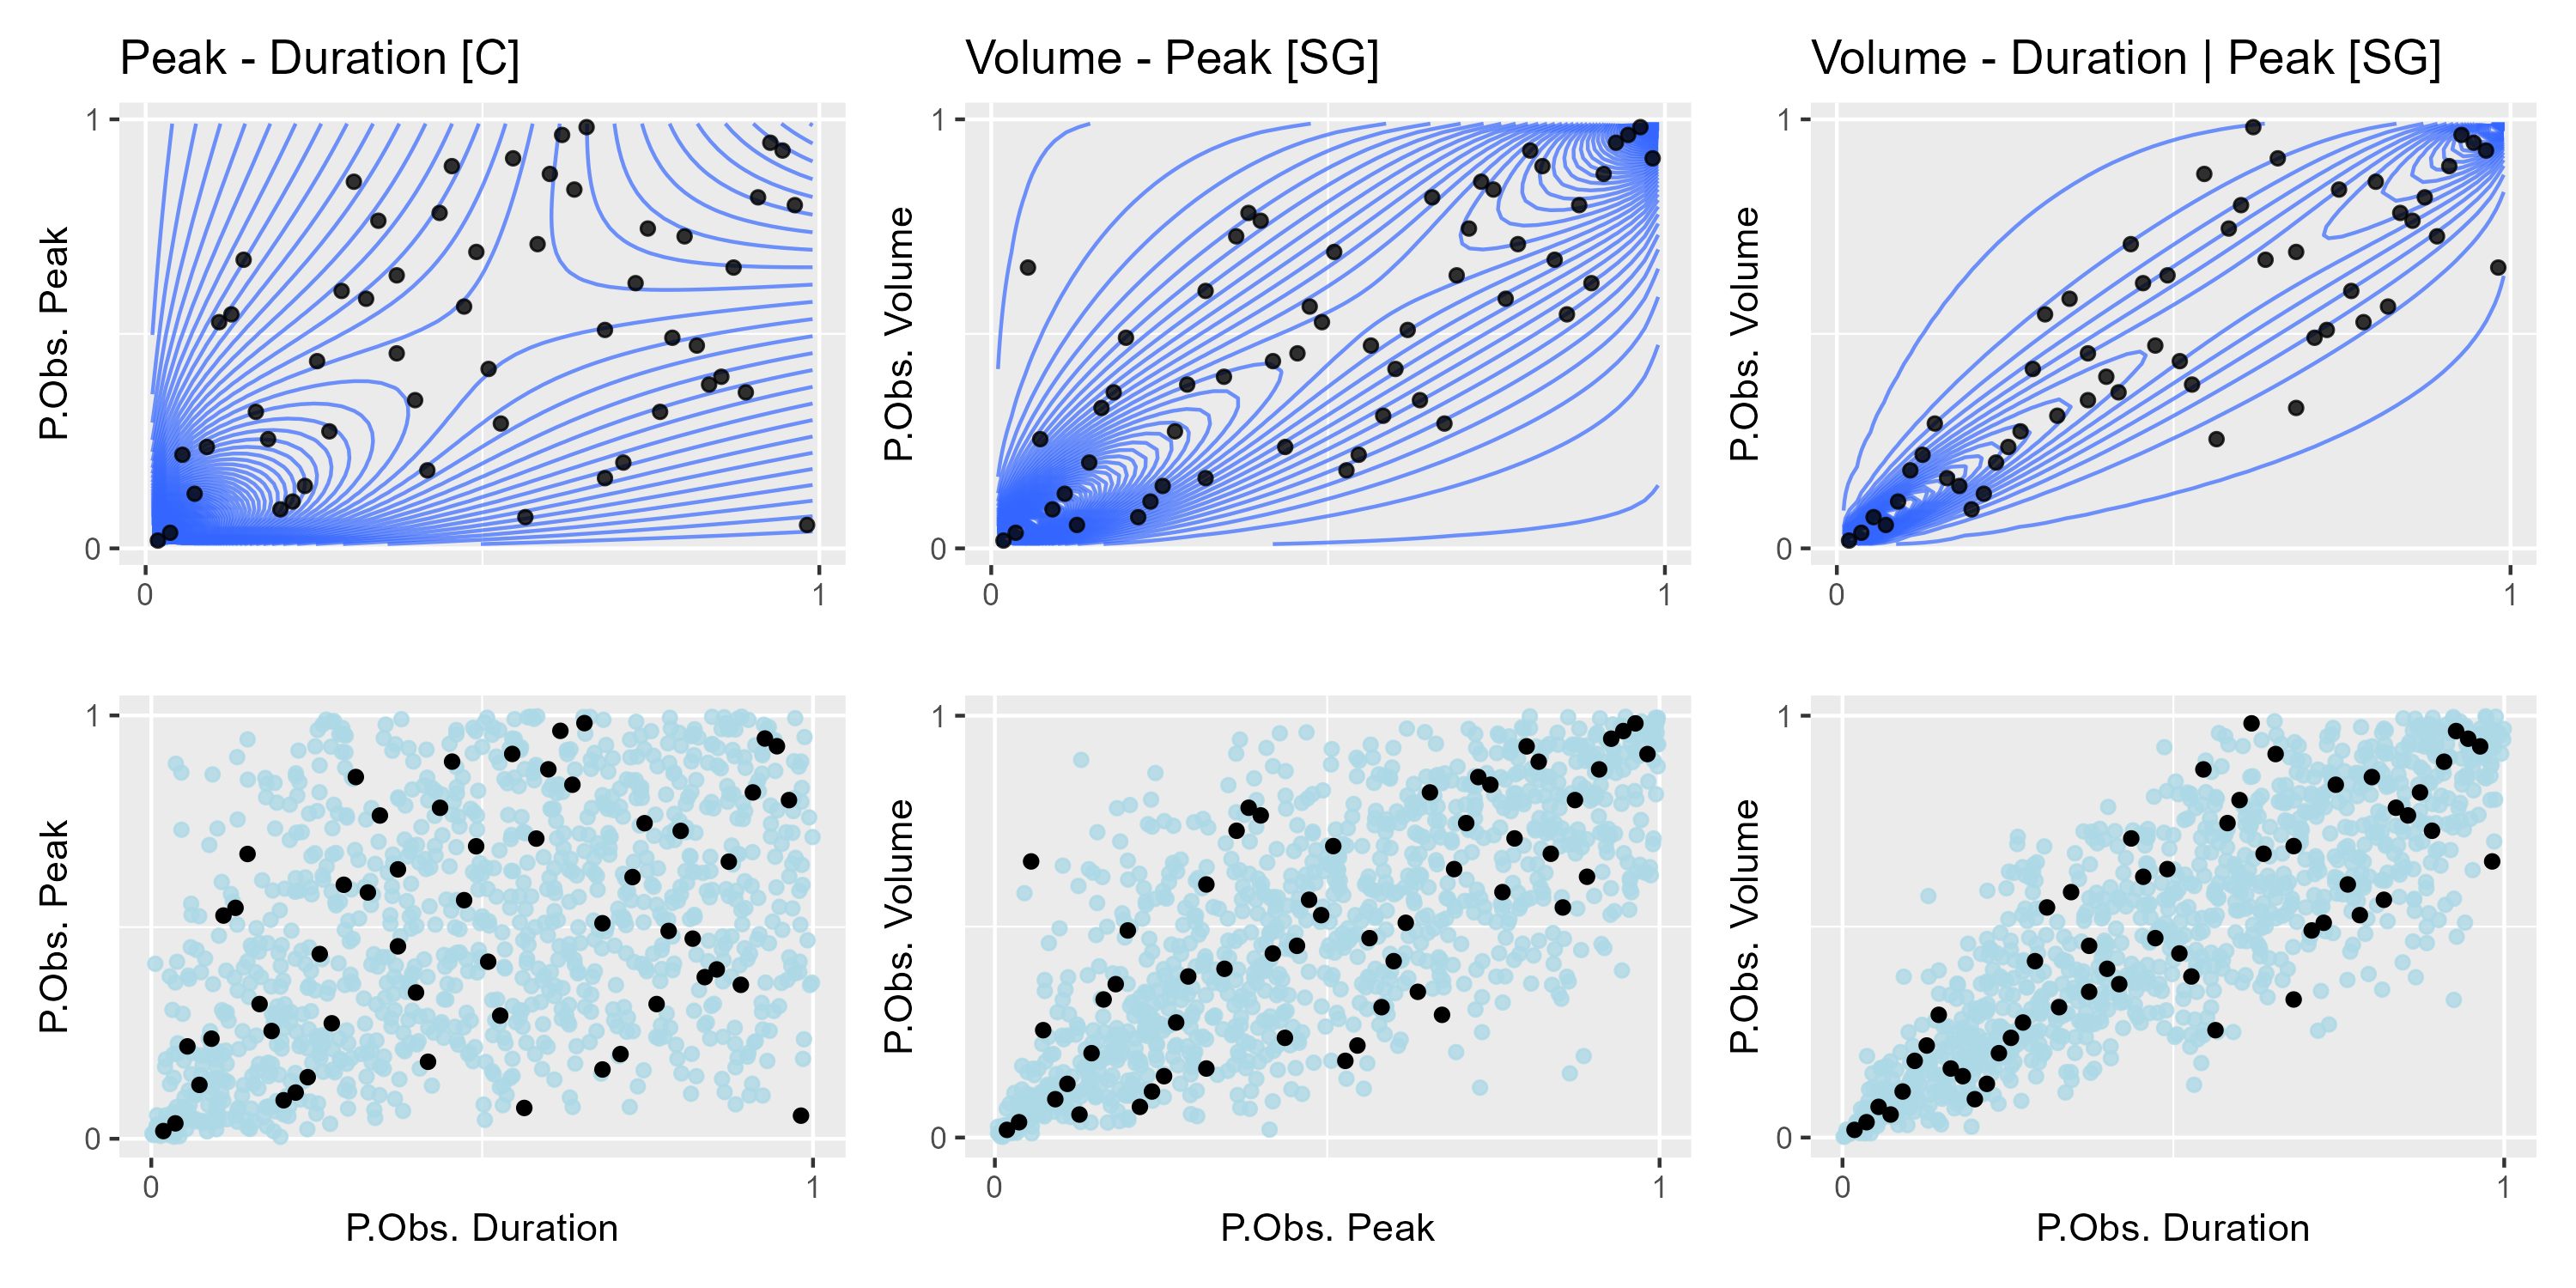 Peak - Duration [C]
Volume - Peak [SG]
Volume - Duration | Peak [SG]
P.Obs. Peak
1
0
0
1
P.Obs. Volume
1
0
0
1
P.Obs. Volume
1
0
0
1
P.Obs. Peak
1
0
0
1
P.Obs. Duration
P.Obs. Volume
1
0
0
1
P.Obs. Peak
P.Obs. Volume
1
0
0
1
P.Obs. Duration